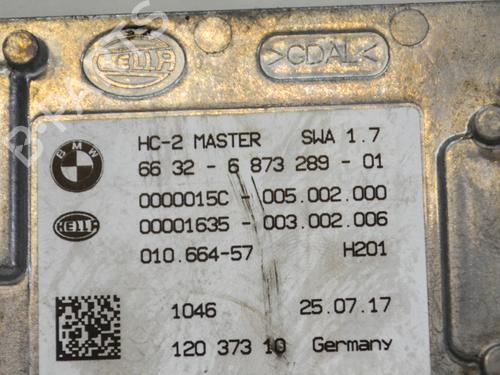 HELLA >GDAL<
HC-2 MASTER SWA 1.7
BMW 66 32 - 6 873 289 - 01
0000015C - 005.002.000
HELLA 00001635 - 003.002.006
010.664-57 H201
1046 25.07.17
120 373 10 Germany